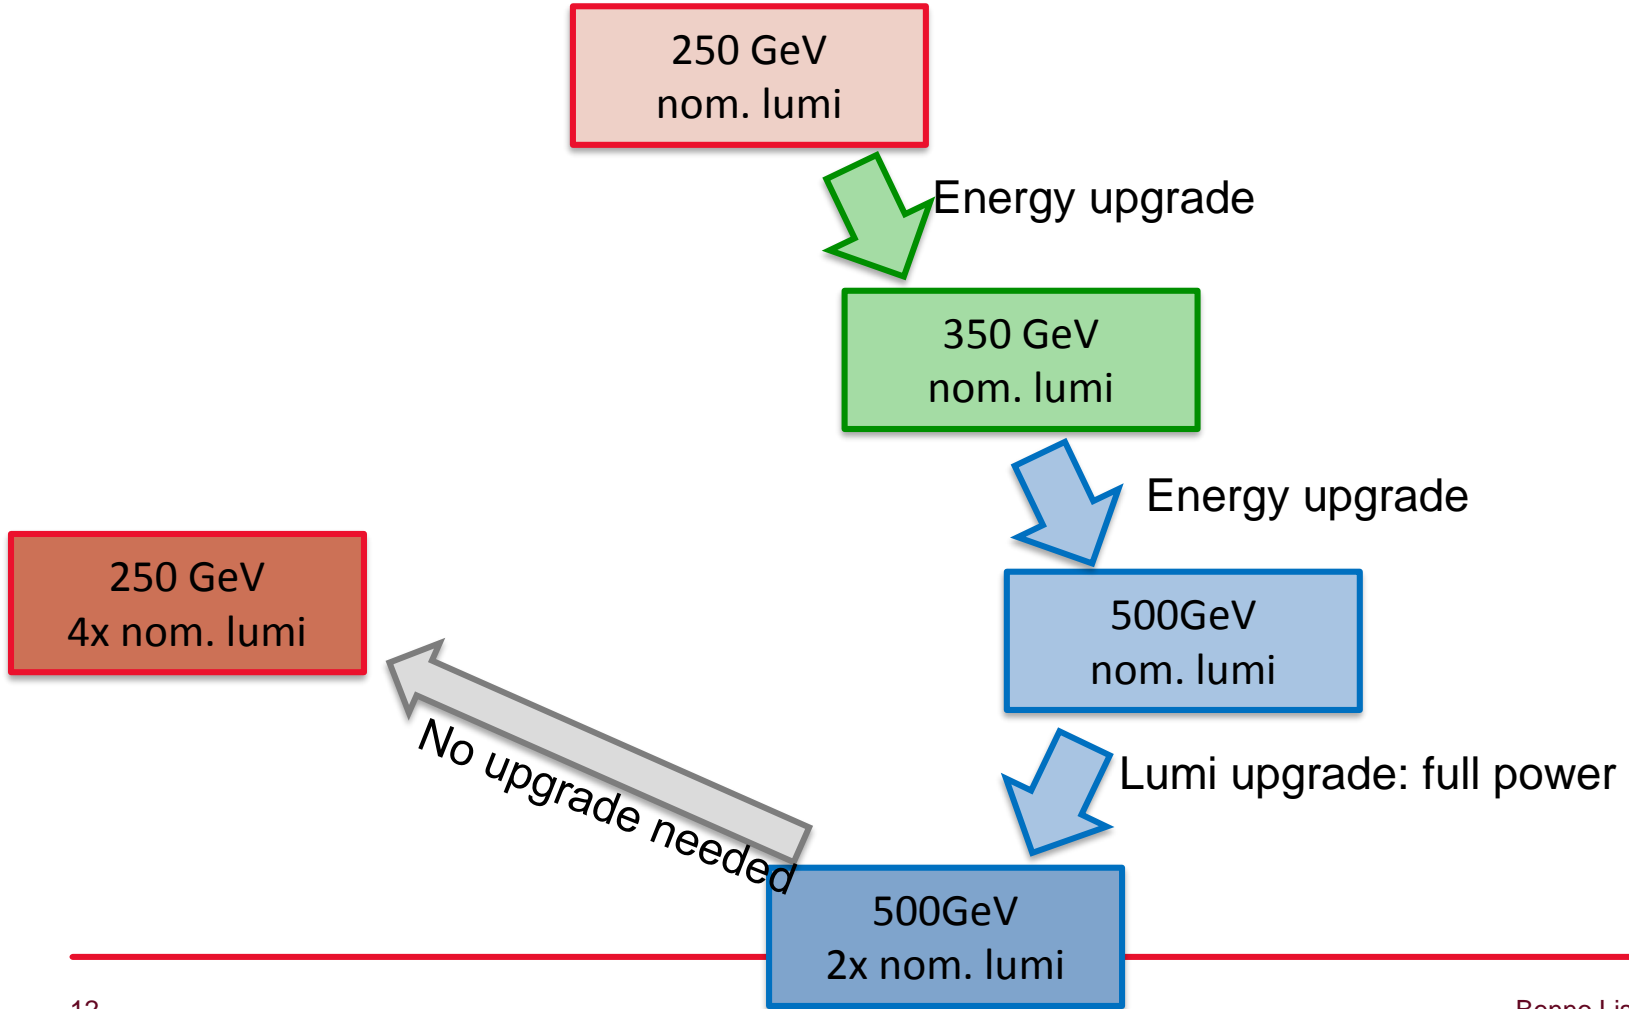 250 GeV
nom. lumi
Energy upgrade
350 GeV
nom. lumi
Energy upgrade
250 GeV
4x nom. lumi
500GeV
nom. lumi
No upgrade needed
Lumi upgrade: full power
500GeV
2x nom. lumi
12